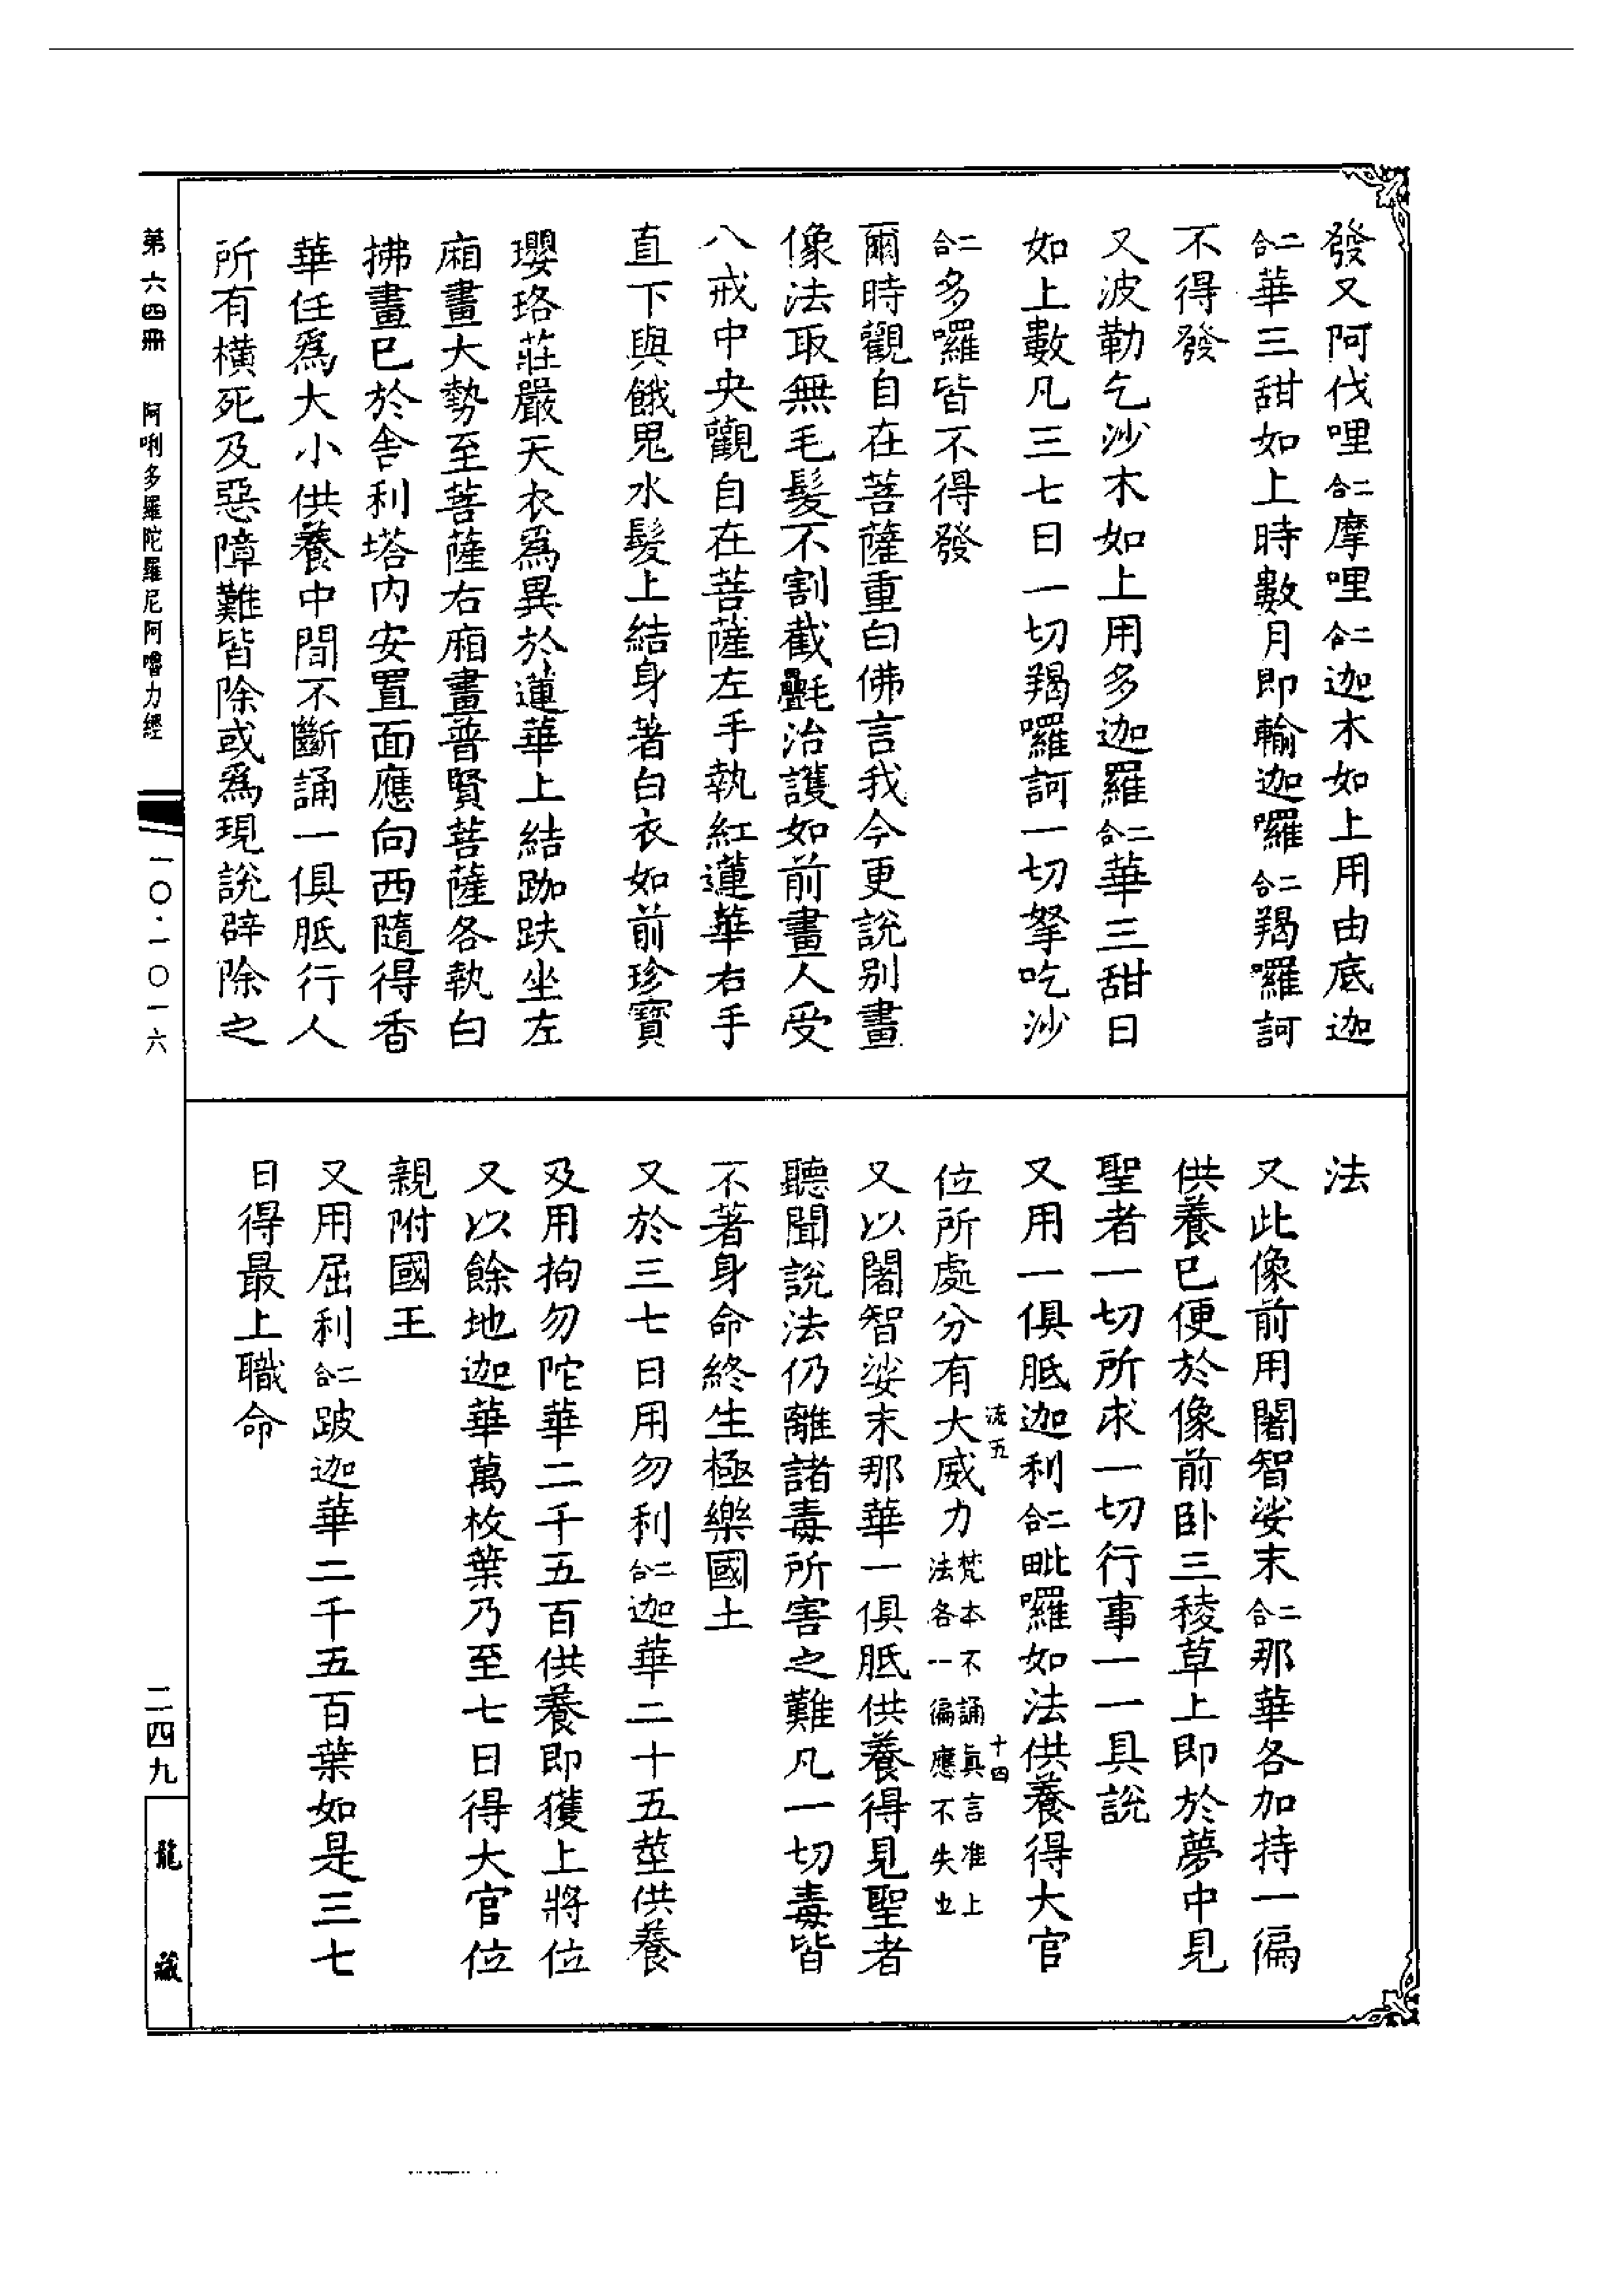 發又阿伐哩二合摩哩二合迦木如上用由底迦
二合華三甜如上時數月即輸迦囉二合羯囉訶
不得發
又波勒乞沙木如上用多迦羅二合華三甜日
如上數凡三七日一切羯囉訶一切拏吃沙
二合多囉皆不得發
爾時觀自在菩薩重白佛言我今更說別畫
像法取無毛髮不割截㲲治護如前畫人受
八戒中央觀自在菩薩左手執紅蓮華右手
直下與餓鬼水髮上結身著白衣如前珍寶
瓔珞莊嚴天衣為異於蓮華上結跏趺坐左
廂畫大勢至菩薩右廂畫普賢菩薩各執白
拂畫已於舍利塔內安置面應向西隨得香
華任為大小供養中間不斷誦一俱胝行人
所有橫死及惡障難皆除或為現說辟除之
法
又此像前用闍智娑末二合那華各加持一徧
供養已便於像前臥三稜草上即於夢中見
聖者一切所求一切行事一一具說
又用一俱胝迦利二合毗囉如法供養得大官
位所處分有大威力梵本不誦真言准上法各一徧應不失也
流五
十四
又以闍智娑末那華一俱胝供養得見聖者
聽聞說法仍離諸毒所害之難凡一切毒皆
不著身命終生極樂國土
又於三七日用勿利二合迦華二十五莖供養
及用拘勿陀華二千五百供養即獲上將位
又以餘地迦華萬枚葉乃至七日得大官位
親附國王
又用屈利二合跛迦華二千五百葉如是三七
日得最上職命
第六四冊 阿唎多羅陀羅尼阿嚕力經
一〇·一〇一六
二四九
龍藏